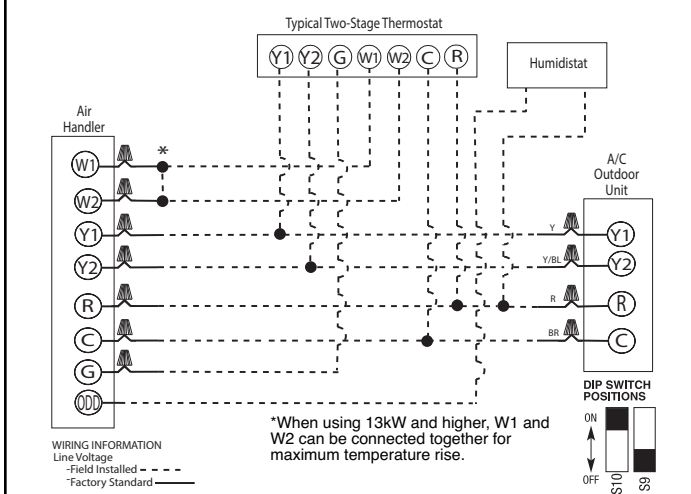 Typical Two-Stage Thermostat
Y1 Y2 G W1 W2 C R
Humidistat
Air
Handler
*
W1
W2
Y1
Y2
R
C
G
ODD
A/C
Outdoor
Unit
Y
Y1
Y/BL
Y2
R
R
BR
C
*When using 13kW and higher, W1 and
W2 can be connected together for
maximum temperature rise.
DIP SWITCH
POSITIONS
ON
OFF
S10
S9
WIRING INFORMATION
Line Voltage
-Field Installed
-Factory Standard